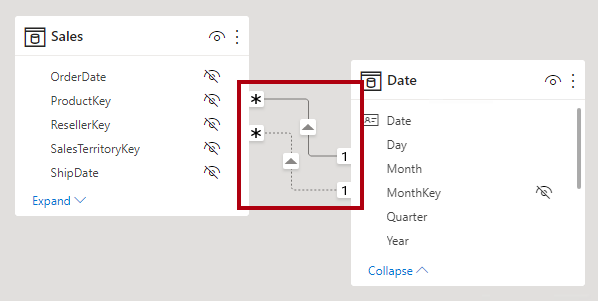 Sales
OrderDate
ProductKey
ResellerKey
SalesTerritoryKey
ShipDate
Expand
*
*
1
1
Date
Date
Day
Month
MonthKey
Quarter
Year
Collapse